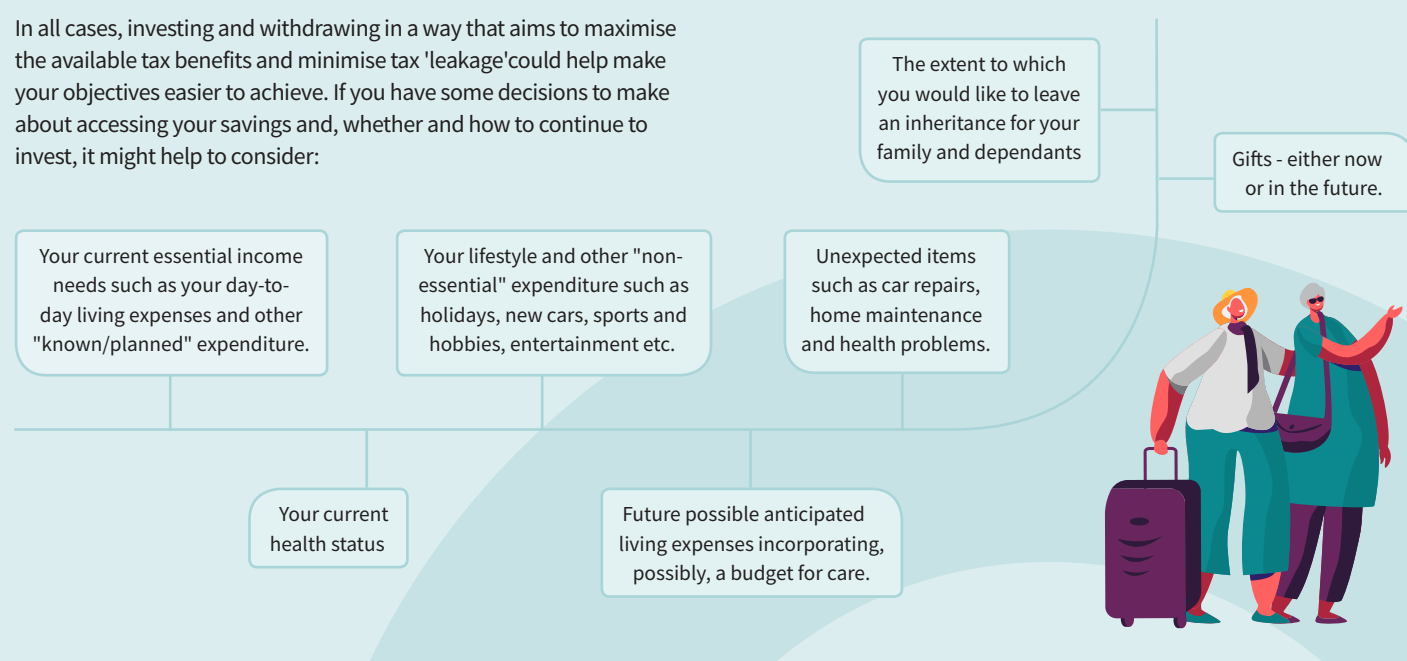 In all cases, investing and withdrawing in a way that aims to maximise
the available tax benefits and minimise tax 'leakage'could help make
your objectives easier to achieve. If you have some decisions to make
about accessing your savings and, whether and how to continue to
invest, it might help to consider:
Your current essential income
needs such as your day-to-
day living expenses and other
"known/planned" expenditure.
Your current
health status
Your lifestyle and other "non-
essential" expenditure such as
holidays, new cars, sports and
hobbies, entertainment etc.
Future possible anticipated
living expenses incorporating,
possibly, a budget for care.
Unexpected items
such as car repairs,
home maintenance
and health problems.
The extent to which
you would like to leave
an inheritance for your
family and dependants
Gifts - either now
or in the future.